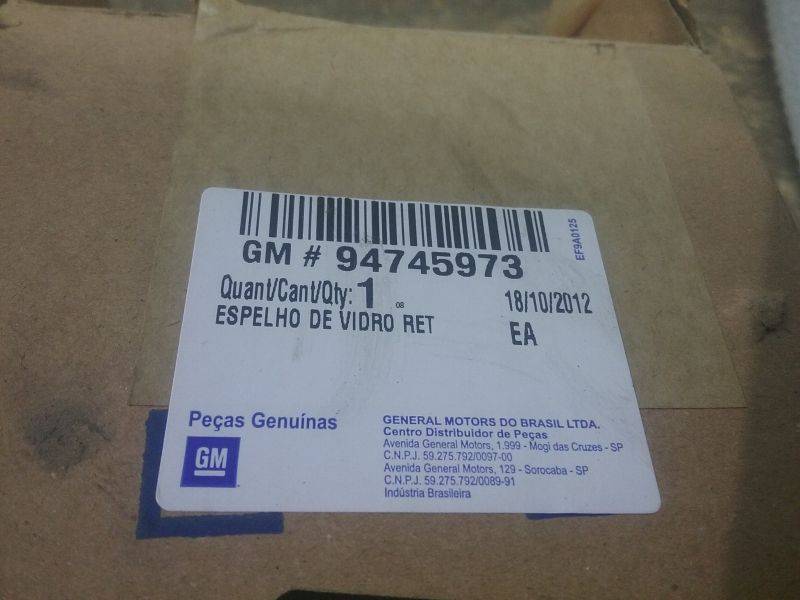 EF9A0125
GM # 94745973
Quant/Cant/Qty: 1 08 18/10/2012
ESPELHO DE VIDRO RET EA
Peças Genuínas
GM
GENERAL MOTORS DO BRASIL LTDA.
Centro Distribuidor de Peças
Avenida General Motors, 1.999 - Mogi das Cruzes - SP
C.N.P.J. 59.275.792/0097-00
Avenida General Motors, 129 - Sorocaba - SP
C.N.P.J. 59.275.792/0089-91
Indústria Brasileira